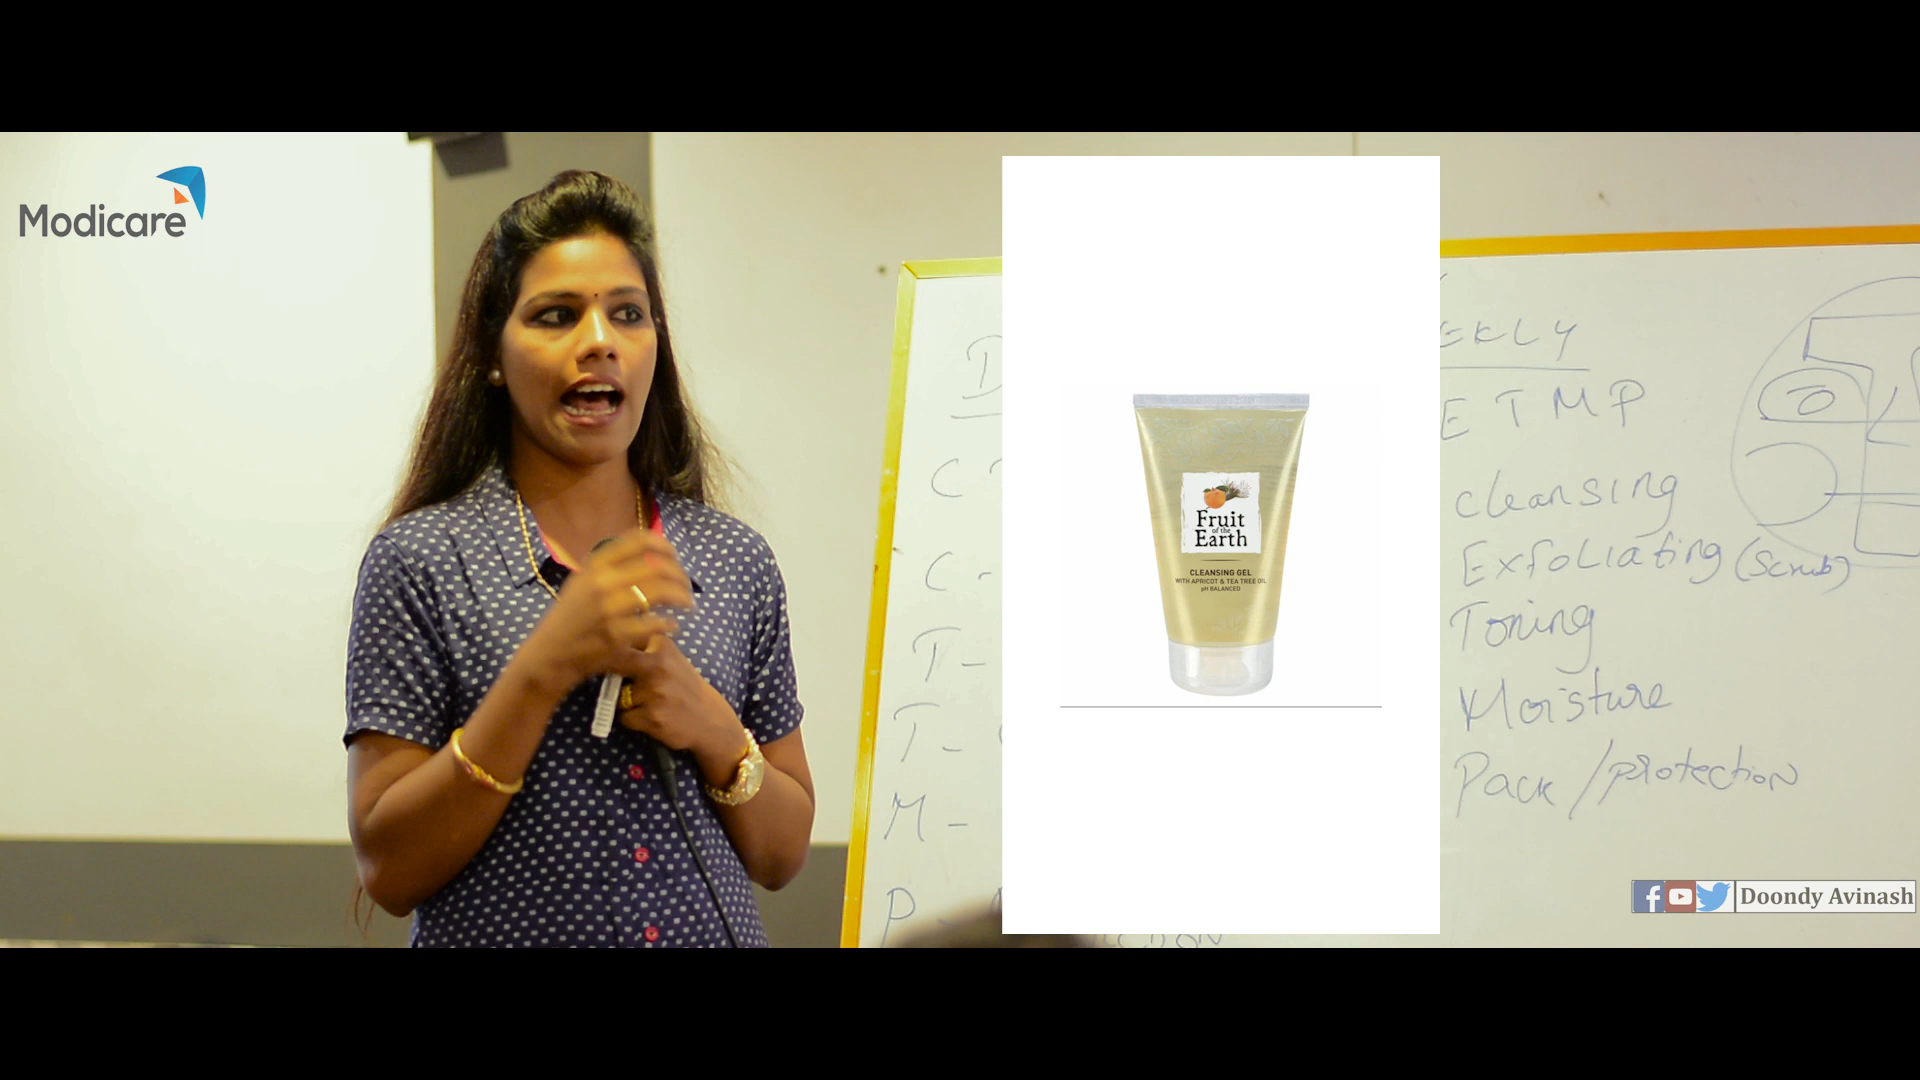 Modicare
D
C
C -
T -
T -
M -
P -
Fruit
of the
Earth
CLEANSING GEL
WITH APRICOT & TEA TREE OIL
pH BALANCED
EKLY
E T M P
cleansing
Exfoliating (Scrub)
Toning
Moisture
Pack / protection
Doondy Avinash